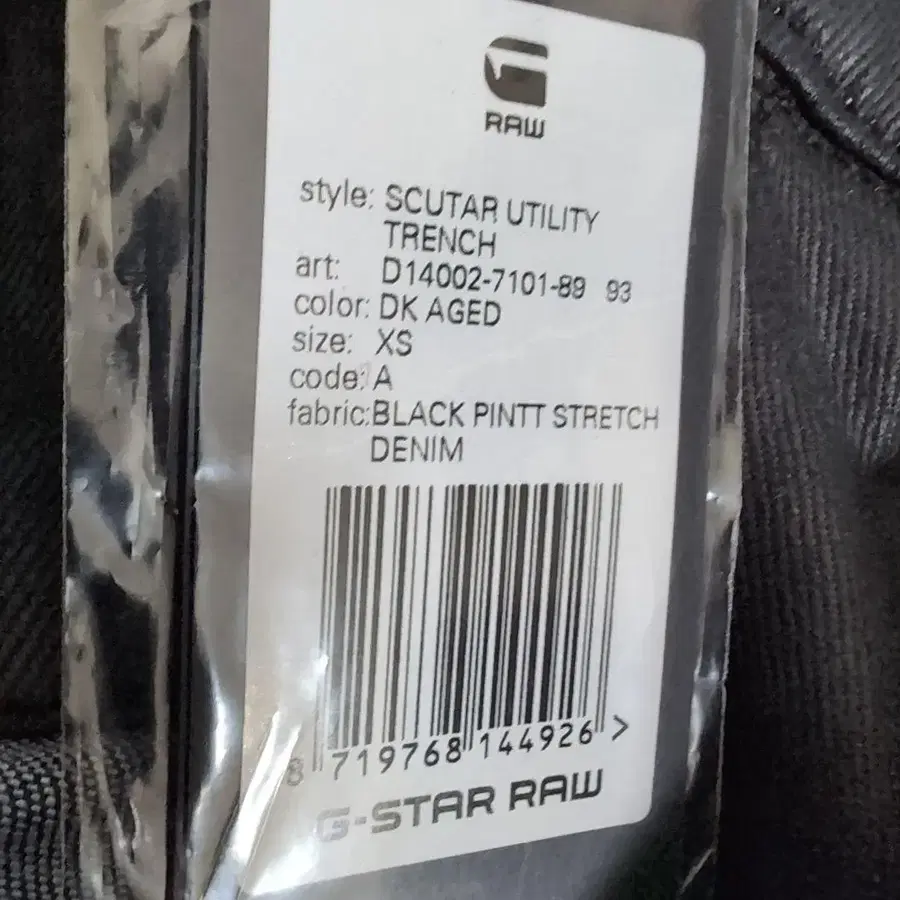 G
RAW
style: SCUTAR UTILITY
TRENCH
art: D14002-7101-89 93
color: DK AGED
size: XS
code: A
fabric: BLACK PINTT STRETCH
DENIM
8 719768 144926 >
G-STAR RAW